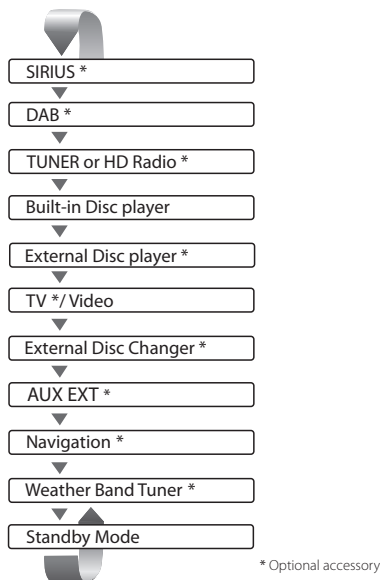 SIRIUS *
DAB *
TUNER or HD Radio *
Built-in Disc player
External Disc player *
TV */ Video
External Disc Changer *
AUX EXT *
Navigation *
Weather Band Tuner *
Standby Mode
* Optional accessory